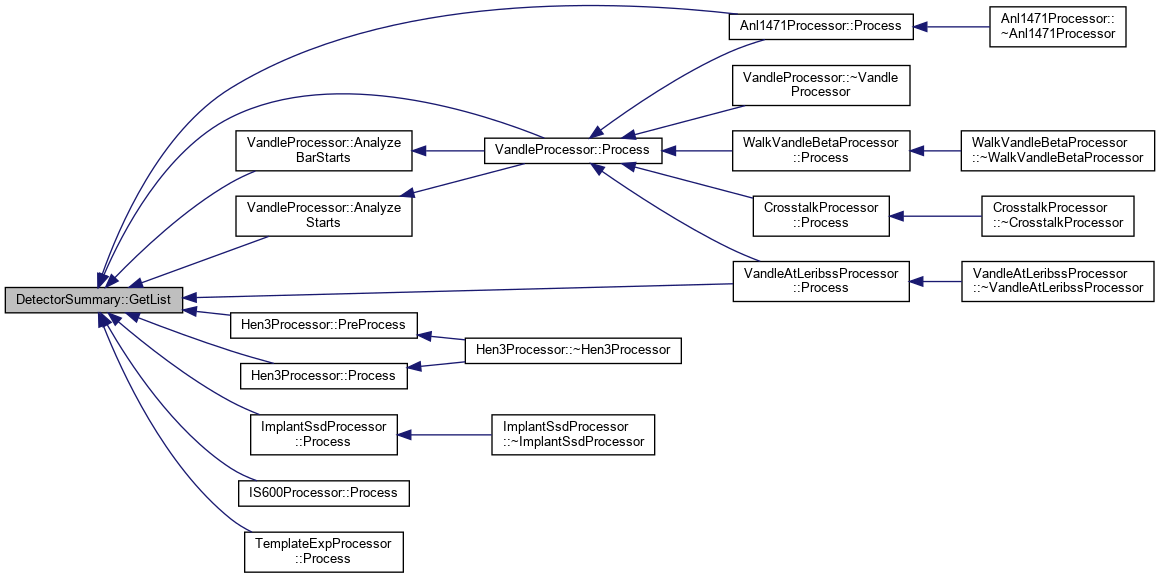 DetectorSummary::GetList
VandleProcessor::Analyze
BarStarts
VandleProcessor::Analyze
Starts
Hen3Processor::PreProcess
Hen3Processor::Process
ImplantSsdProcessor
::Process
IS600Processor::Process
TemplateExpProcessor
::Process
VandleProcessor::Process
Hen3Processor::~Hen3Processor
ImplantSsdProcessor
::~ImplantSsdProcessor
Anl1471Processor::Process
VandleProcessor::~Vandle
Processor
WalkVandleBetaProcessor
::Process
CrosstalkProcessor
::Process
VandleAtLeribssProcessor
::Process
Anl1471Processor::
~Anl1471Processor
WalkVandleBetaProcessor
::~WalkVandleBetaProcessor
CrosstalkProcessor
::~CrosstalkProcessor
VandleAtLeribssProcessor
::~VandleAtLeribssProcessor